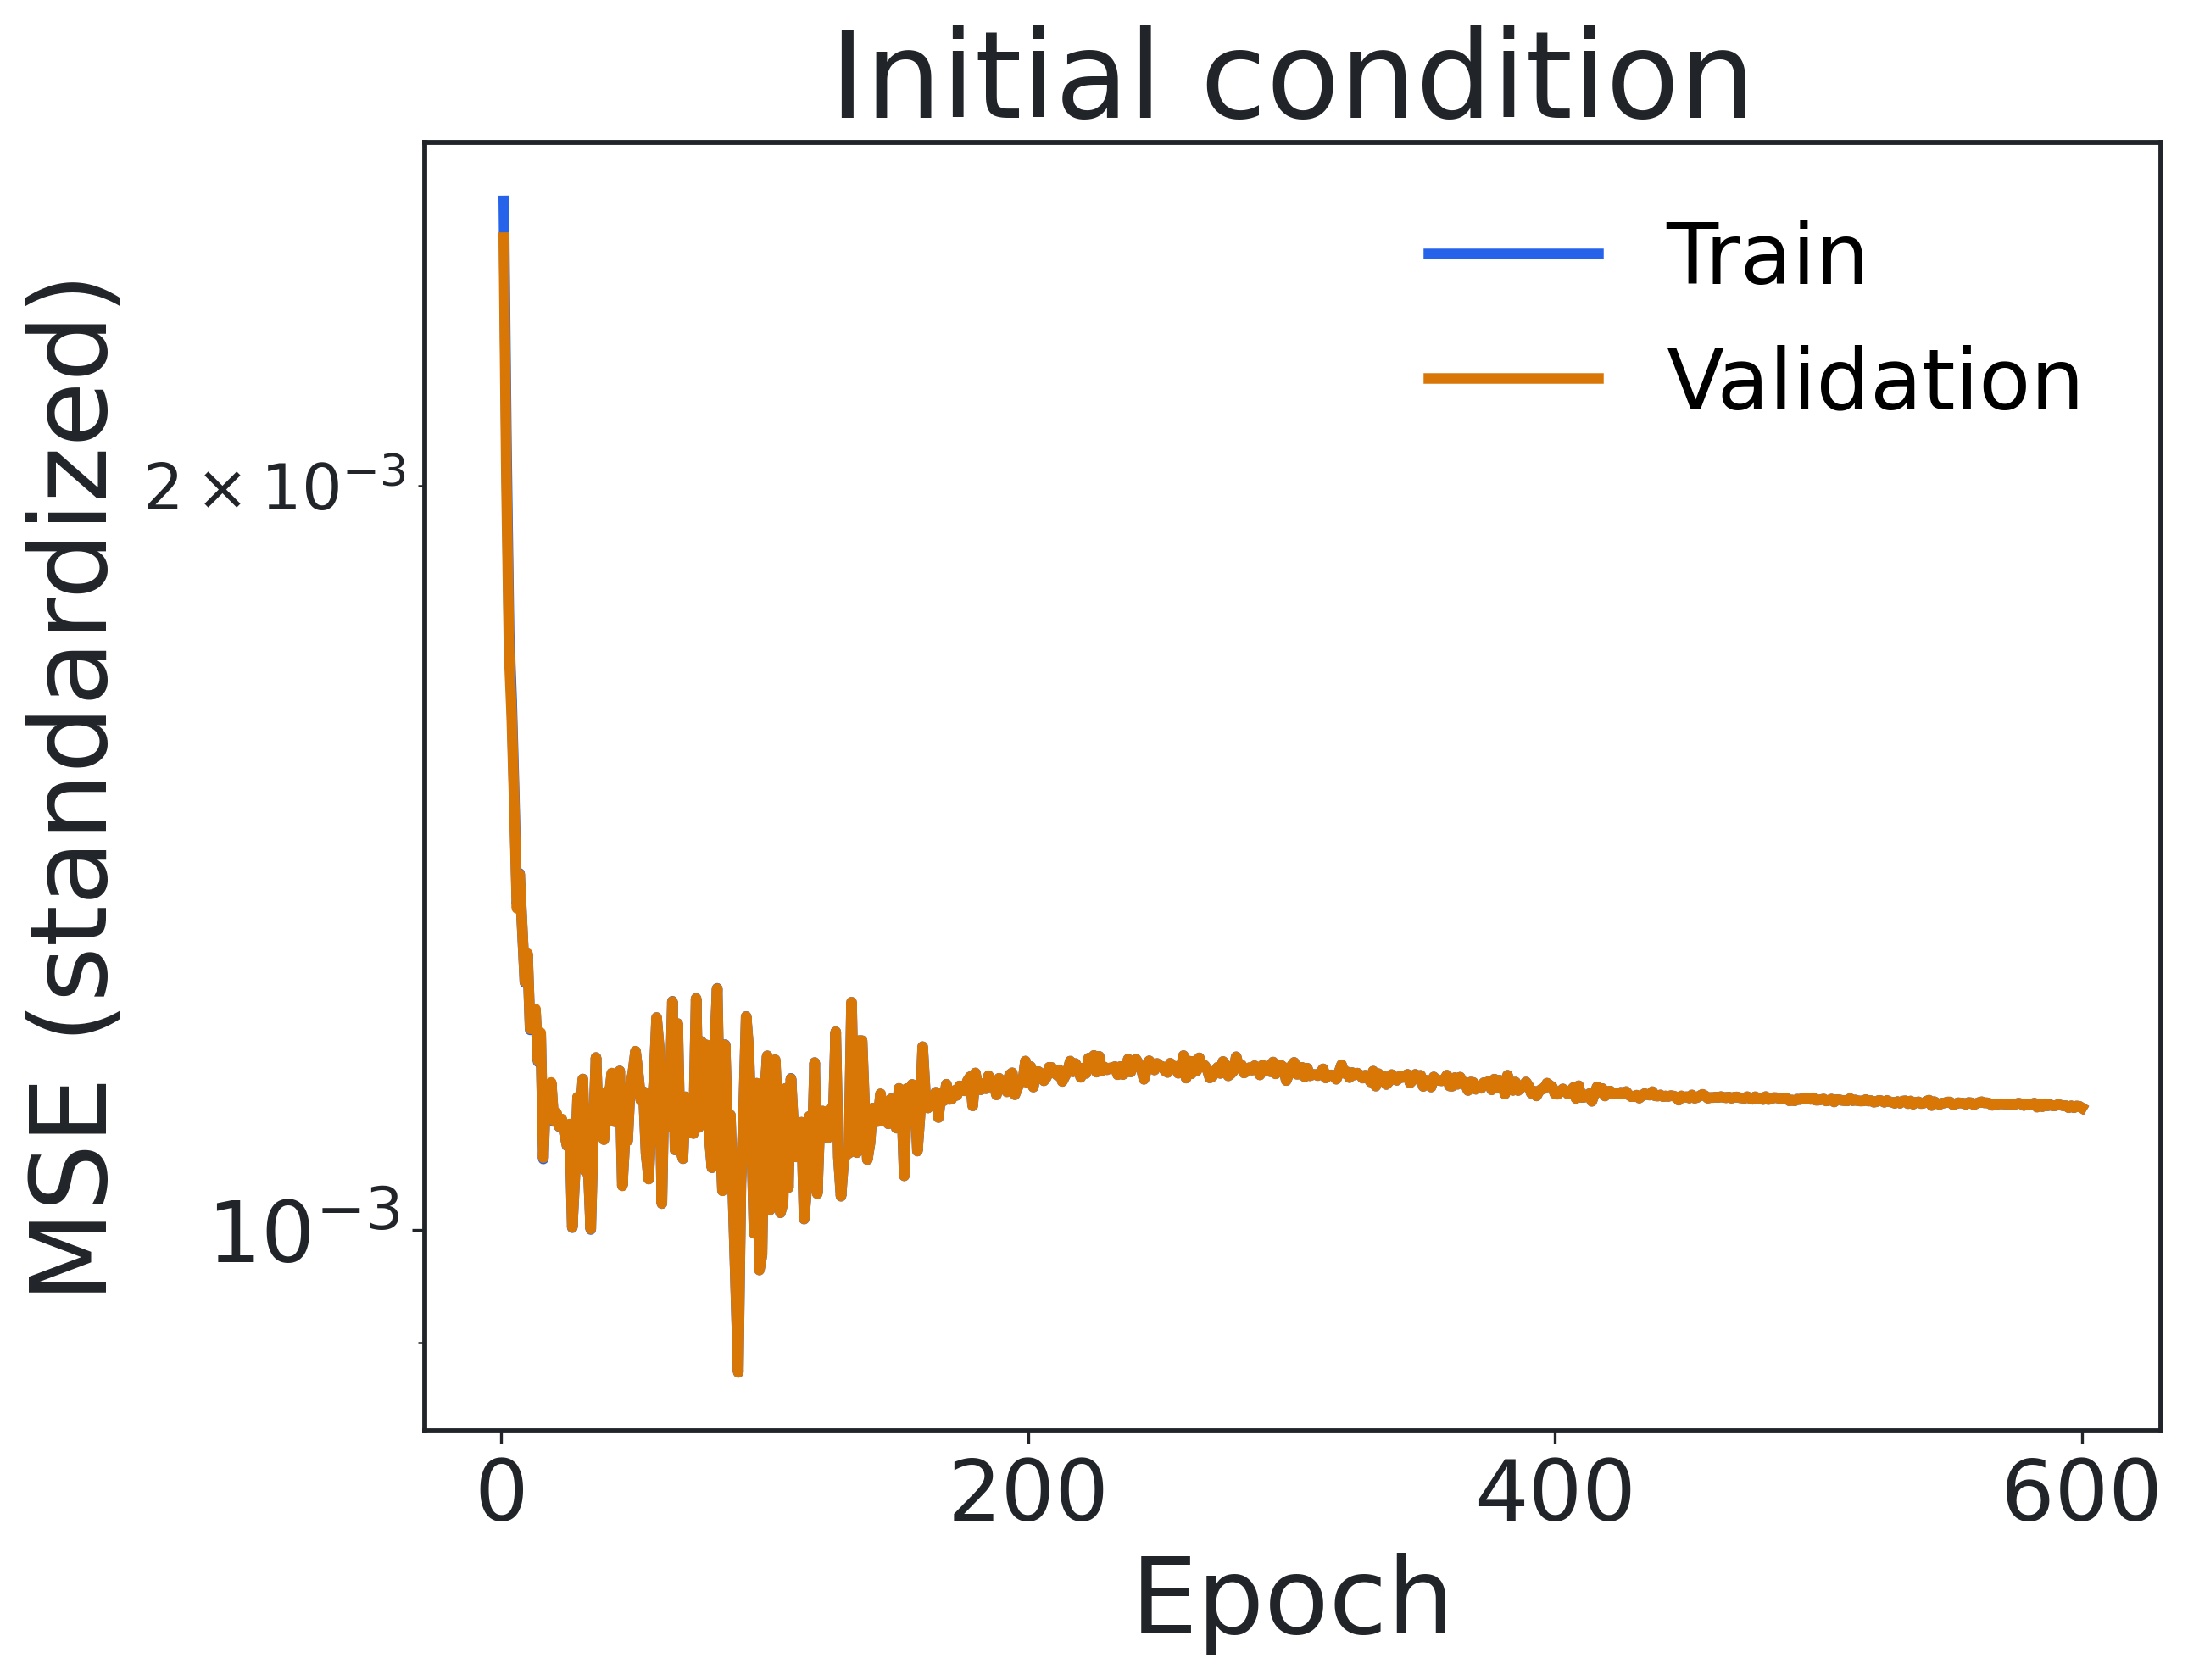 Initial condition
Train
Validation
MSE (standardized)
2 × 10⁻³
10⁻³
0 200 400 600
Epoch